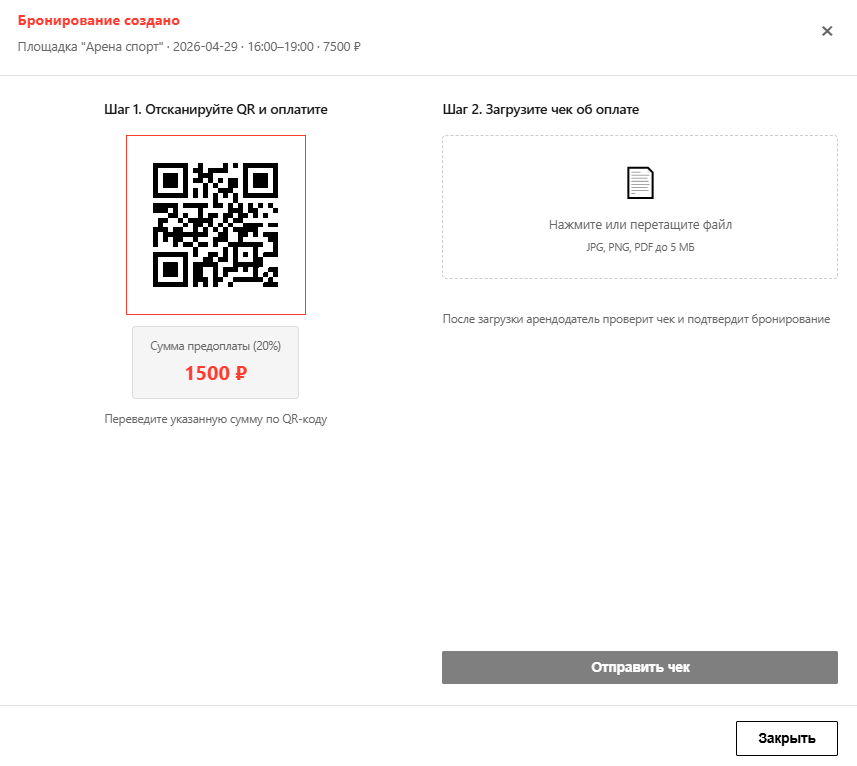 Бронирование создано
Площадка "Арена спорт" · 2026-04-29 · 16:00–19:00 · 7500 ₽
×
Шаг 1. Отсканируйте QR и оплатите
Сумма предоплаты (20%)
1500 ₽
Переведите указанную сумму по QR-коду
Шаг 2. Загрузите чек об оплате
Нажмите или перетащите файл
JPG, PNG, PDF до 5 МБ
После загрузки арендодатель проверит чек и подтвердит бронирование
Отправить чек
Закрыть